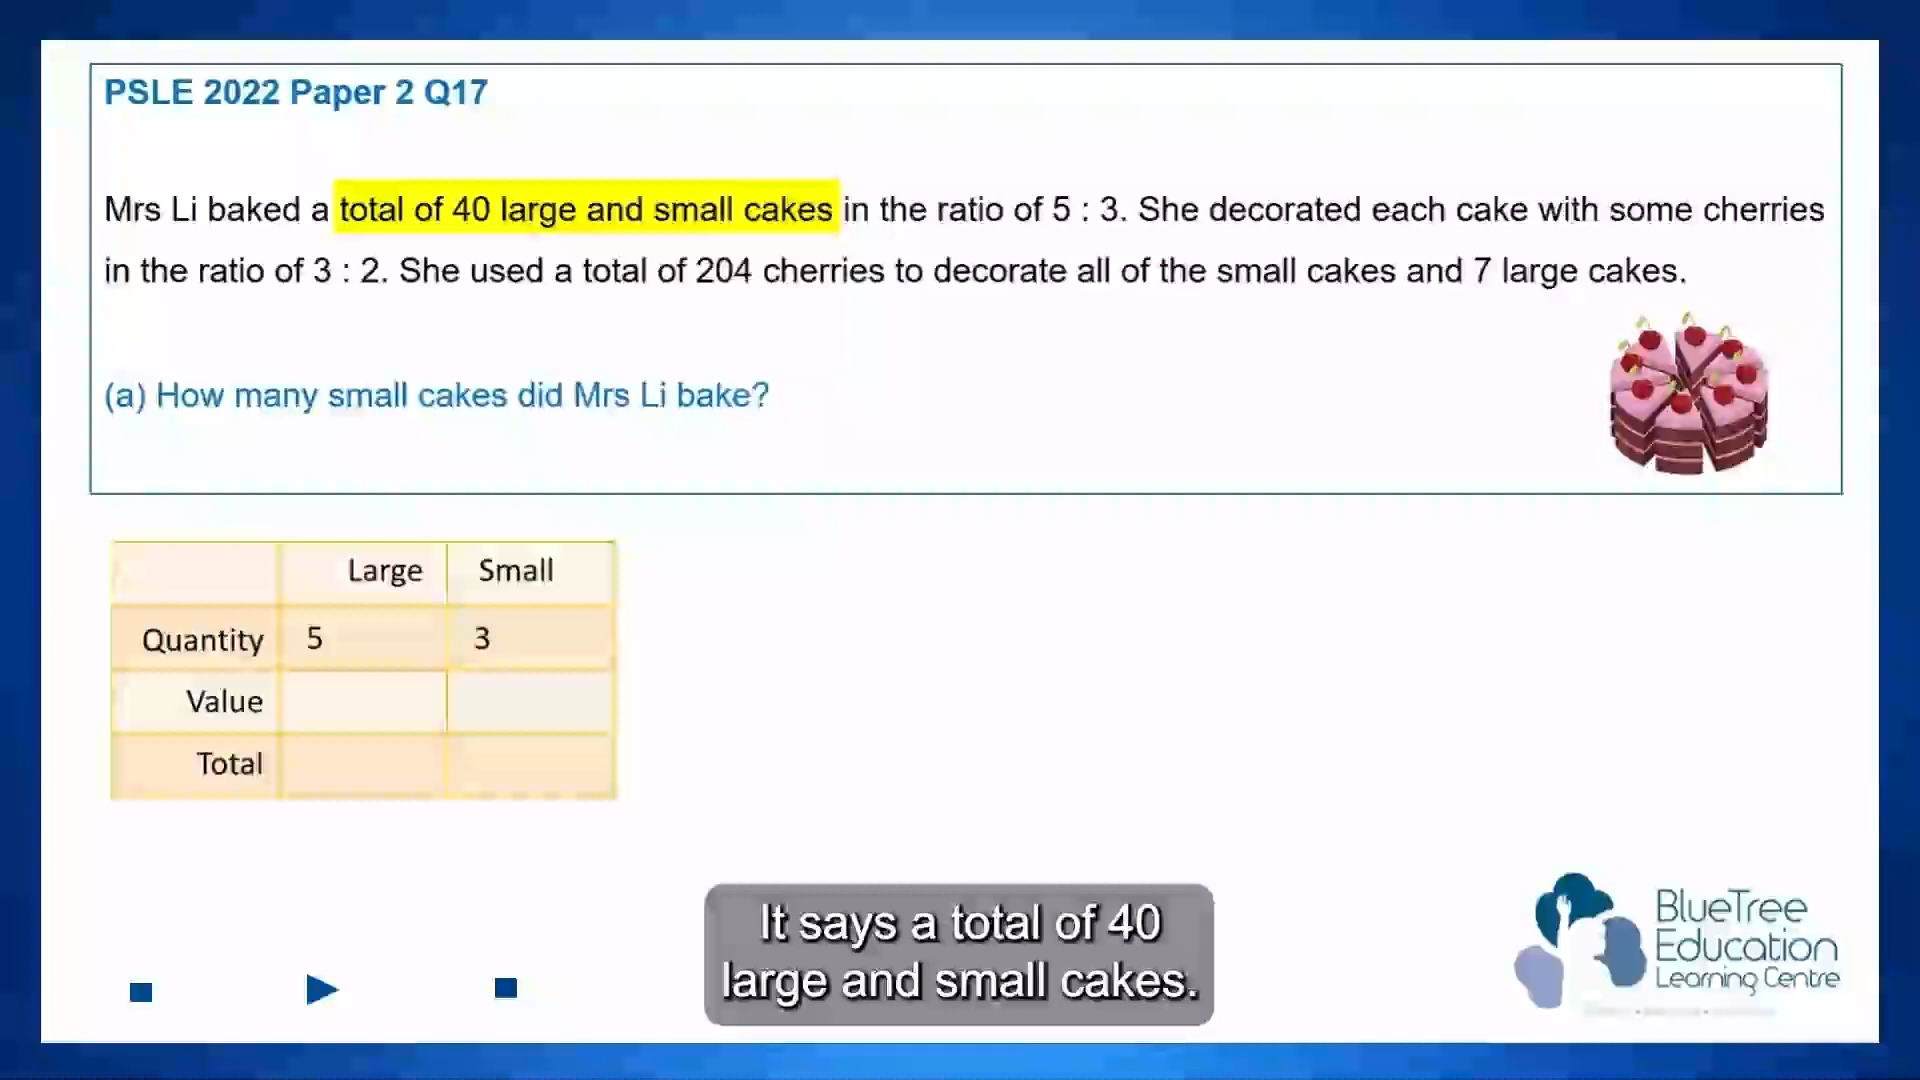 PSLE 2022 Paper 2 Q17
Mrs Li baked a total of 40 large and small cakes in the ratio of 5 : 3. She decorated each cake with some cherries
in the ratio of 3 : 2. She used a total of 204 cherries to decorate all of the small cakes and 7 large cakes.
(a) How many small cakes did Mrs Li bake?
Large Small
Quantity 5 3
Value
Total
It says a total of 40
large and small cakes.
BlueTree
Education
Learning Centre